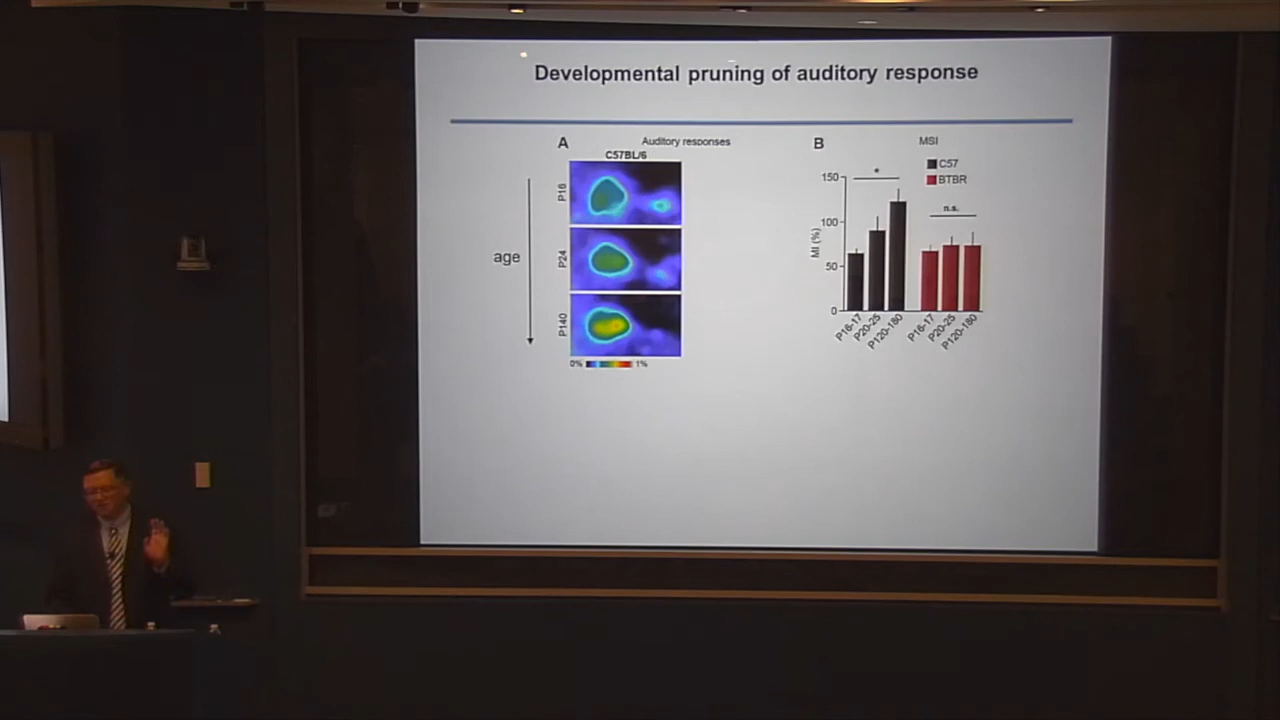 Developmental pruning of auditory response
A
Auditory responses
C57BL/6
age
P16
P24
P140
0%
1%
B
MSI
C57
BTBR
*
n.s.
MI (%)
150
100
50
0
P16-17
P20-25
P120-180
P16-17
P20-25
P120-180